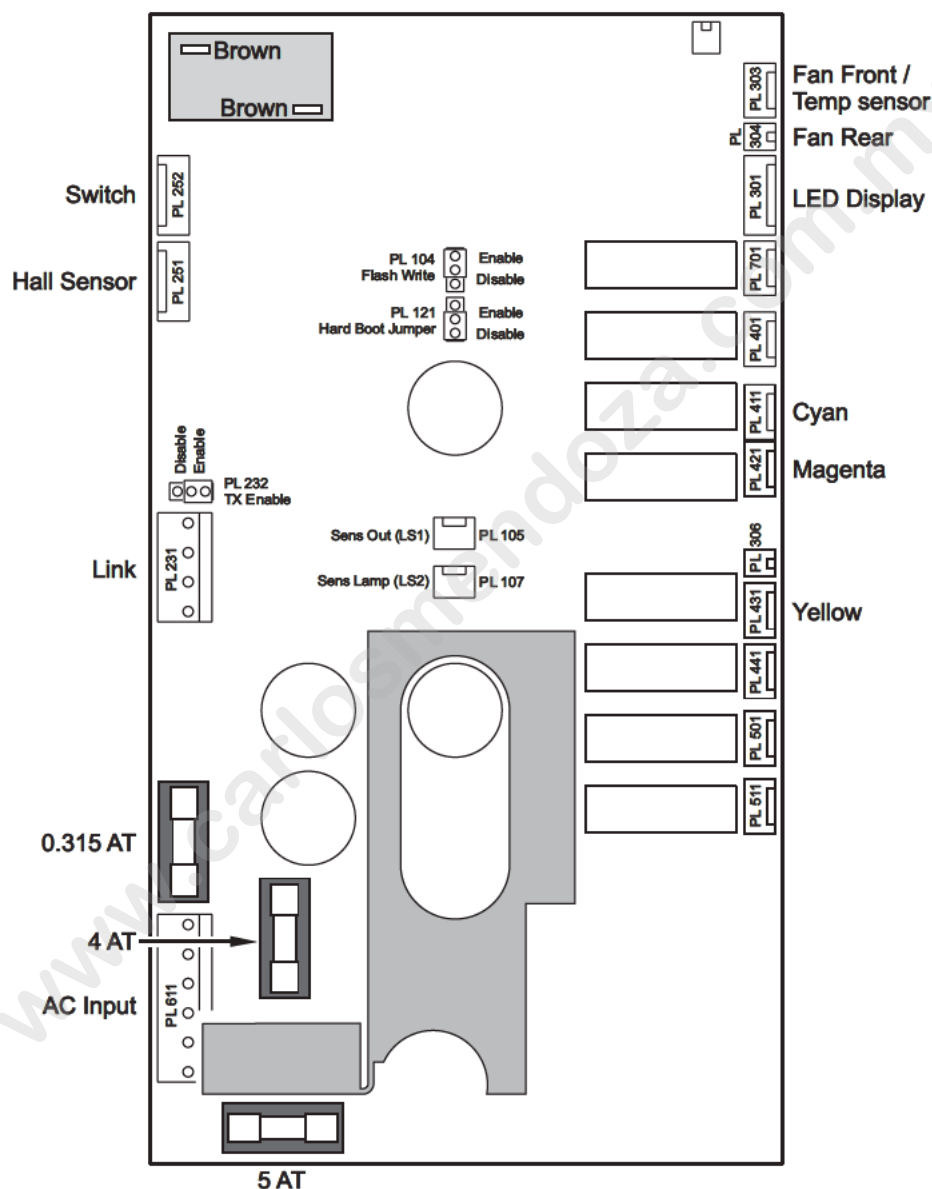 Brown
Brown
PL 303
Fan Front /
Temp sensor
PL
304
Fan Rear
PL 301
LED Display
Switch
PL 252
Hall Sensor
PL 251
PL 104
Flash Write
Enable
Disable
PL 121
Hard Boot Jumper
Enable
Disable
PL 701
PL 401
PL 411
Cyan
PL 421
Magenta
Disable
Enable
PL 232
TX Enable
Sens Out (LS1)
PL 105
Sens Lamp (LS2)
PL 107
Link
PL 231
PL 306
PL 431
Yellow
PL 441
PL 501
PL 511
0.315 AT
4 AT
AC Input
PL 611
5 AT
www.carlosmendoza.com.m